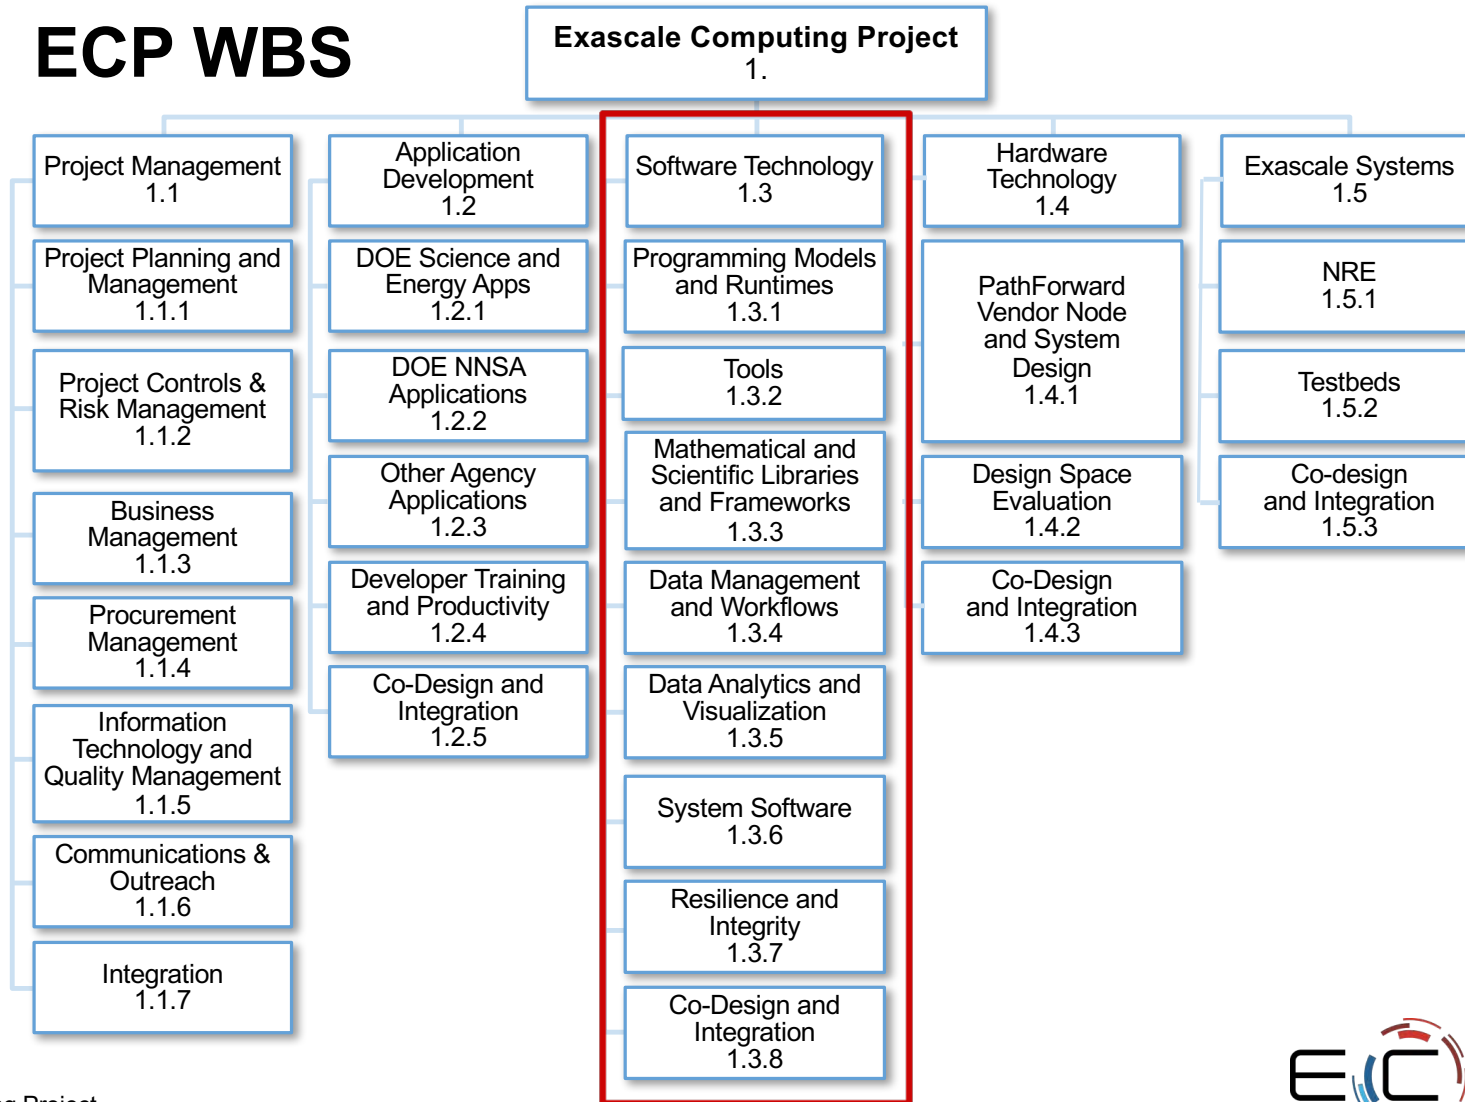 ECP WBS
Exascale Computing Project
1.
Project Management
1.1
Project Planning and
Management
1.1.1
Project Controls &
Risk Management
1.1.2
Business
Management
1.1.3
Procurement
Management
1.1.4
Information
Technology and
Quality Management
1.1.5
Communications &
Outreach
1.1.6
Integration
1.1.7
Application
Development
1.2
DOE Science and
Energy Apps
1.2.1
DOE NNSA
Applications
1.2.2
Other Agency
Applications
1.2.3
Developer Training
and Productivity
1.2.4
Co-Design and
Integration
1.2.5
Software Technology
1.3
Programming Models
and Runtimes
1.3.1
Tools
1.3.2
Mathematical and
Scientific Libraries
and Frameworks
1.3.3
Data Management
and Workflows
1.3.4
Data Analytics and
Visualization
1.3.5
System Software
1.3.6
Resilience and
Integrity
1.3.7
Co-Design and
Integration
1.3.8
Hardware
Technology
1.4
PathForward
Vendor Node
and System
Design
1.4.1
Design Space
Evaluation
1.4.2
Co-Design
and Integration
1.4.3
Exascale Systems
1.5
NRE
1.5.1
Testbeds
1.5.2
Co-design
and Integration
1.5.3
Project
EC